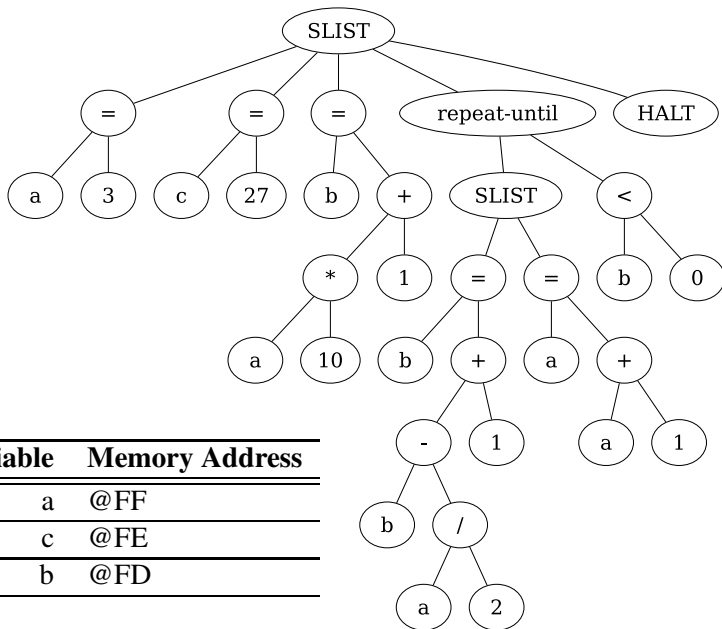 SLIST
= = = repeat-until HALT
a 3 c 27 b + SLIST <
* 1 = = b 0
a 10 b + a +
- 1 a 1
b /
a 2
Memory Address
a @FF
c @FE
b @FD